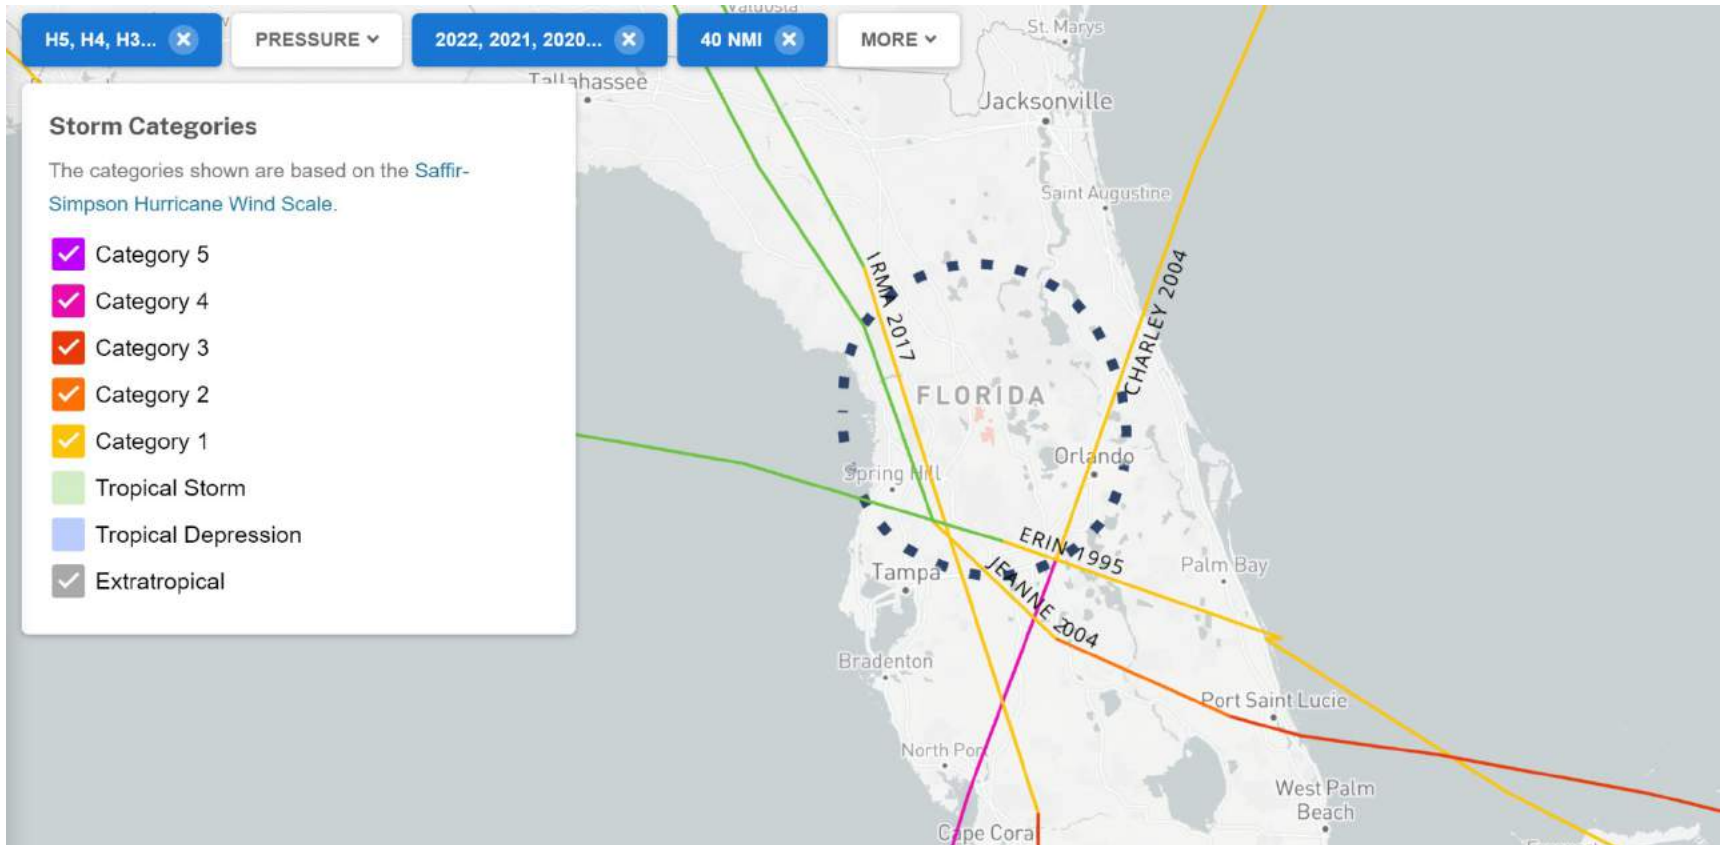 H5, H4, H3...
PRESSURE
2022, 2021, 2020...
40 NMI
MORE
Valdosta
St. Marys
Tallahassee
Jacksonville
Storm Categories
The categories shown are based on the Saffir-
Simpson Hurricane Wind Scale.
Saint Augustine
Category 5
Category 4
Category 3
Category 2
Category 1
Tropical Storm
Tropical Depression
Extratropical
IRMA 2017
CHARLEY 2004
FLORIDA
Orlando
Spring Hill
ERIN 1995
JEANNE 2004
Tampa
Palm Bay
Bradenton
Port Saint Lucie
North Port
West Palm
Beach
Cape Coral